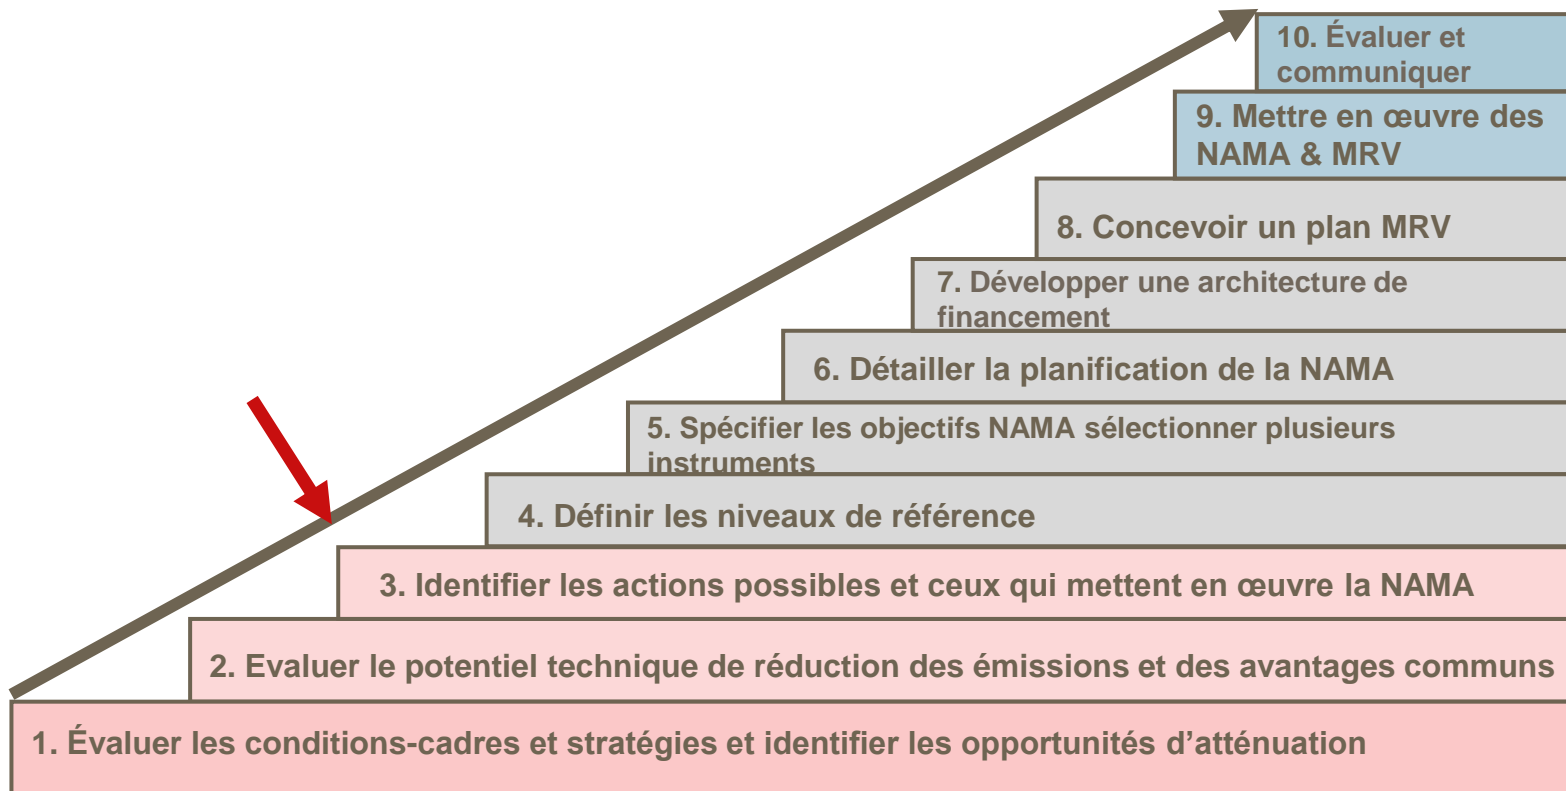 10. Évaluer et
communiquer
9. Mettre en œuvre des
NAMA & MRV
8. Concevoir un plan MRV
7. Développer une architecture de
financement
6. Détailler la planification de la NAMA
5. Spécifier les objectifs NAMA sélectionner plusieurs
instruments
4. Définir les niveaux de référence
3. Identifier les actions possibles et ceux qui mettent en œuvre la NAMA
2. Evaluer le potentiel technique de réduction des émissions et des avantages communs
1. Évaluer les conditions-cadres et stratégies et identifier les opportunités d’atténuation